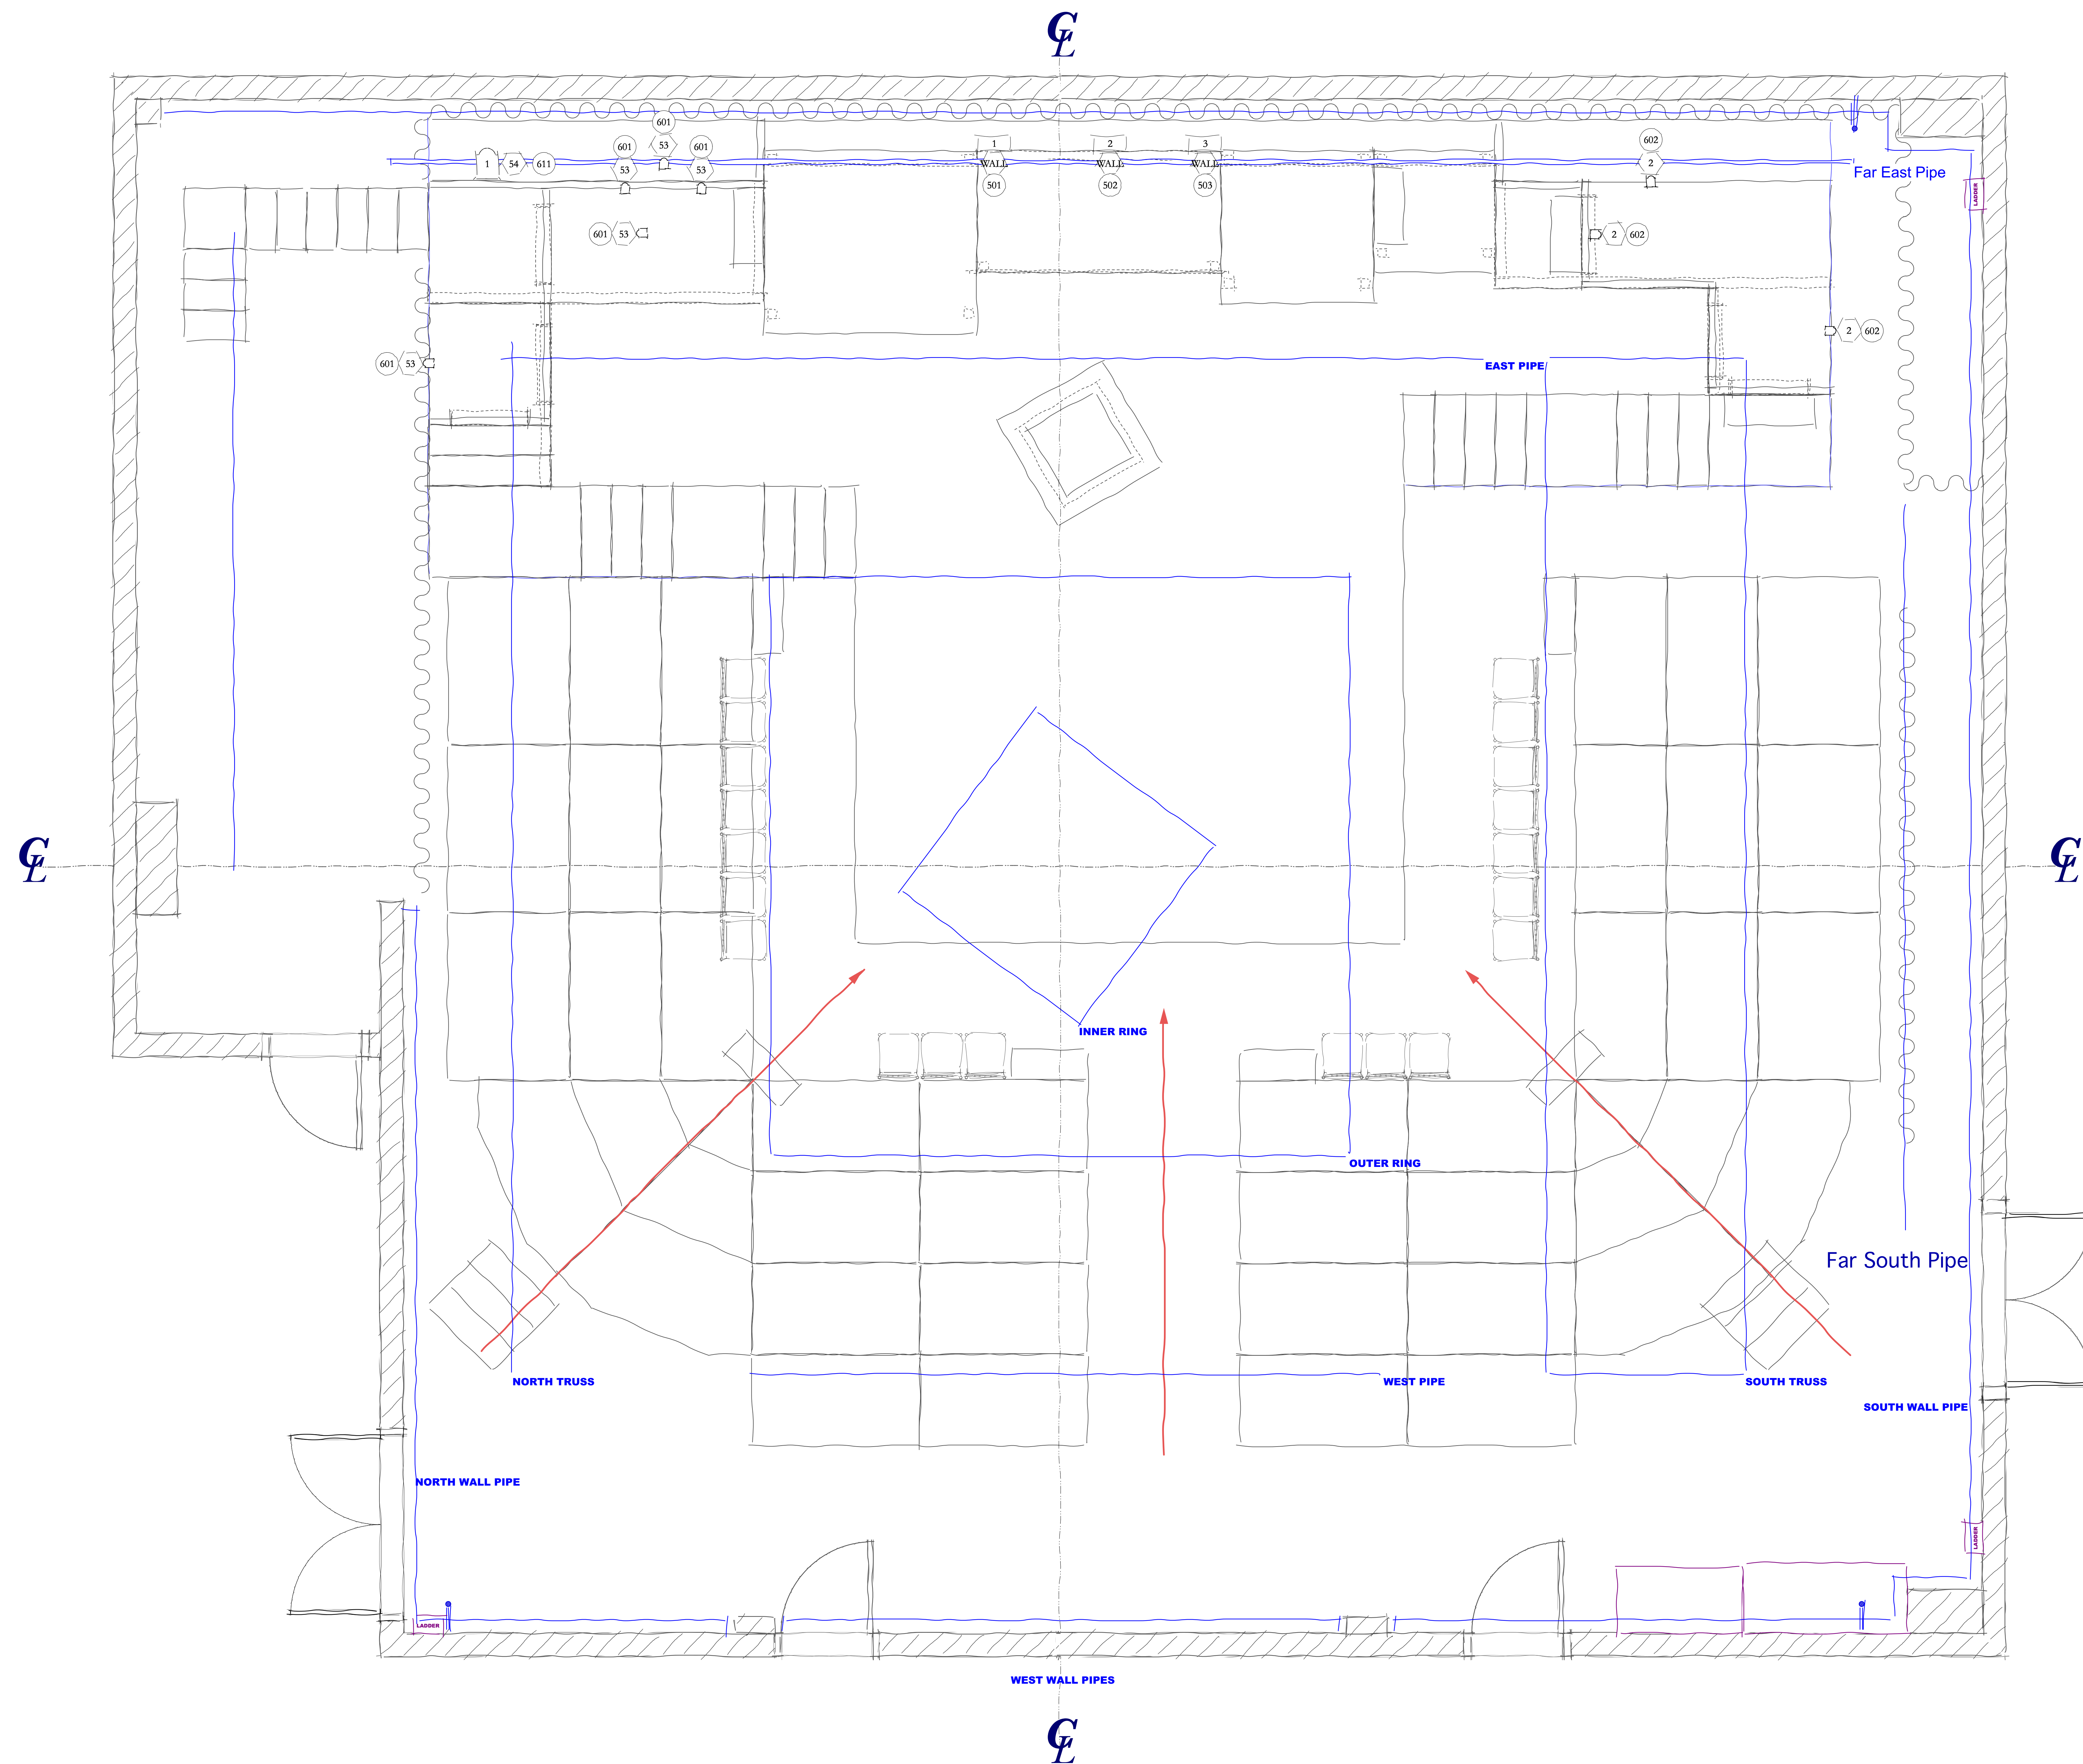 CL
601
601 53 601
1 54 611 53 53
1 2 3
WALL WALL WALL
501 502 503
602
2
Far East Pipe
LADDER
601 53
2 602
2 602
601 53
EAST PIPE
CL
CL
INNER RING
OUTER RING
Far South Pipe
NORTH TRUSS
WEST PIPE
SOUTH TRUSS
SOUTH WALL PIPE
NORTH WALL PIPE
LADDER
LADDER
WEST WALL PIPES
CL